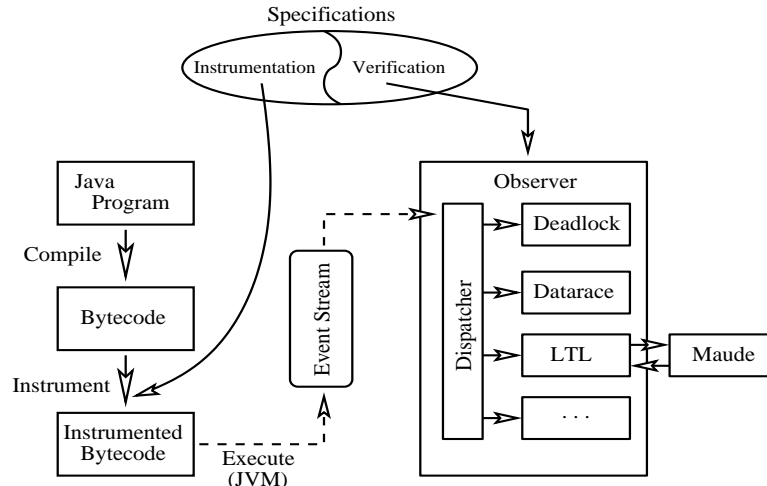 Specifications
Instrumentation
Verification
Java
Program
Compile
Bytecode
Instrument
Instrumented
Bytecode
Execute
(JVM)
Event Stream
Observer
Dispatcher
Deadlock
Datarace
LTL
. . .
Maude